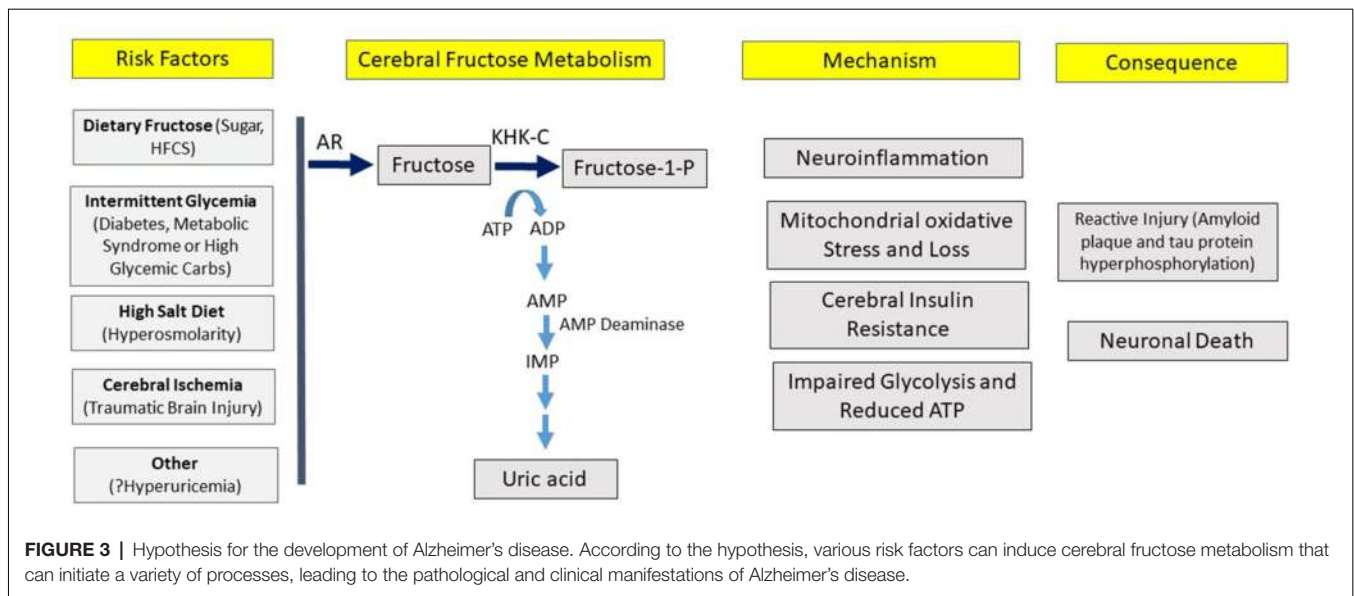 Risk Factors
Dietary Fructose (Sugar,
HFCS)
Intermittent Glycemia
(Diabetes, Metabolic
Syndrome or High
Glycemic Carbs)
High Salt Diet
(Hyperosmolarity)
Cerebral Ischemia
(Traumatic Brain Injury)
Other
(?Hyperuricemia)
Cerebral Fructose Metabolism
AR
Fructose
KHK-C
Fructose-1-P
ATP
ADP
AMP
AMP Deaminase
IMP
Uric acid
Mechanism
Neuroinflammation
Mitochondrial oxidative
Stress and Loss
Cerebral Insulin
Resistance
Impaired Glycolysis and
Reduced ATP
Consequence
Reactive Injury (Amyloid
plaque and tau protein
hyperphosphorylation)
Neuronal Death
FIGURE 3 | Hypothesis for the development of Alzheimer's disease. According to the hypothesis, various risk factors can induce cerebral fructose metabolism that
can initiate a variety of processes, leading to the pathological and clinical manifestations of Alzheimer's disease.